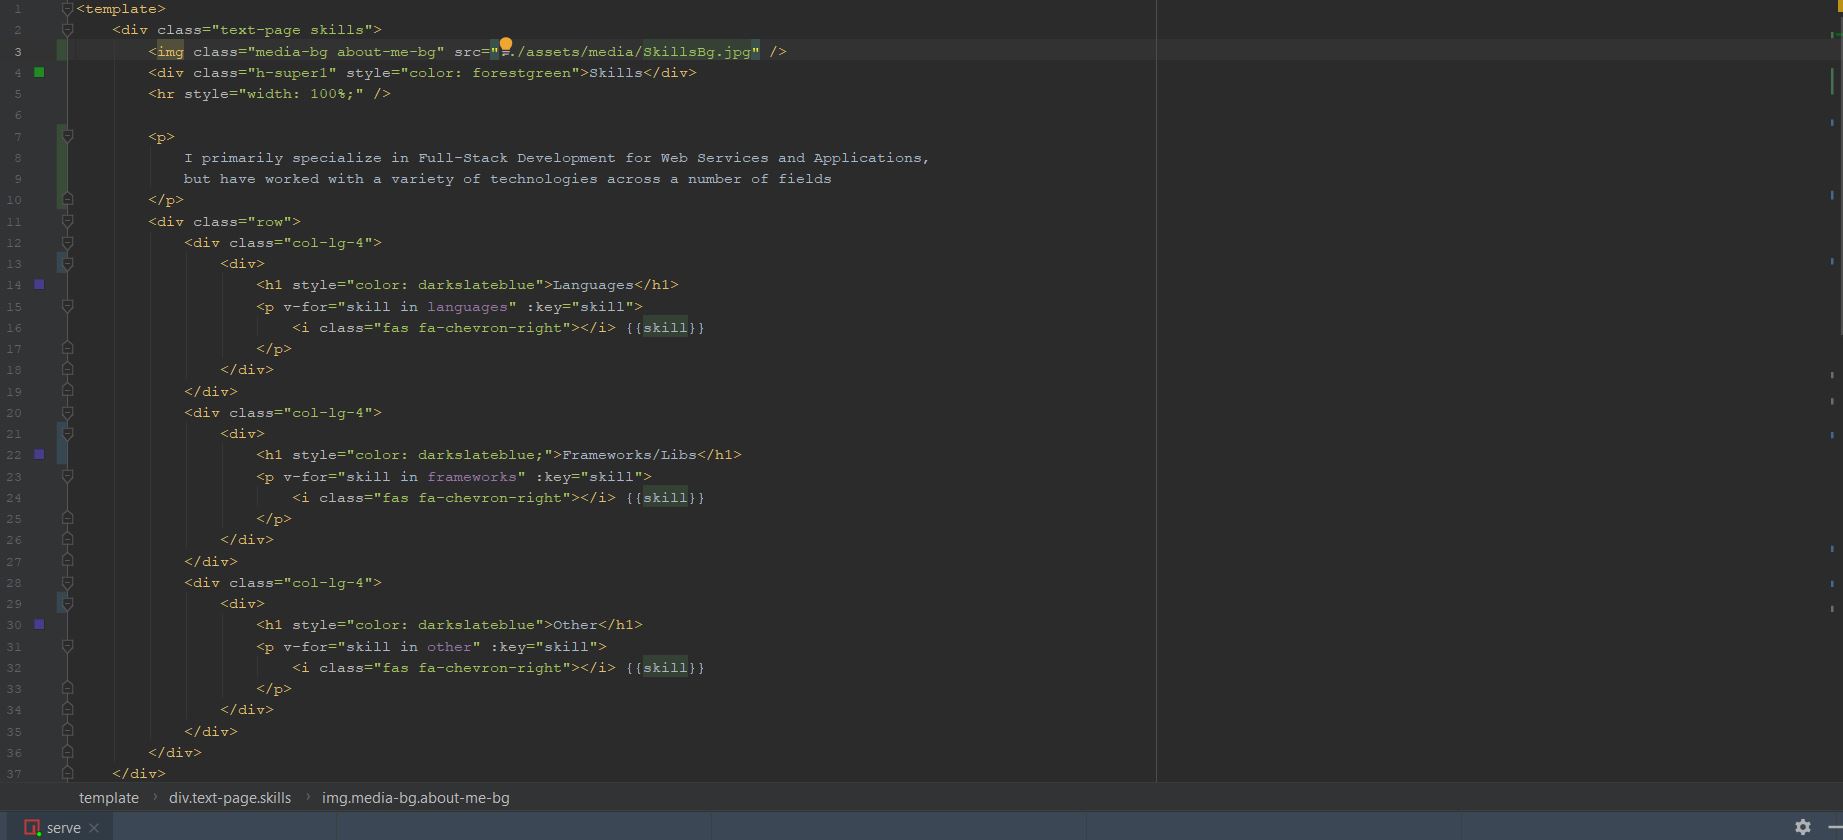 1 <template>
2 <div class="text-page skills">
3 <img class="media-bg about-me-bg" src="./assets/media/SkillsBg.jpg" />
4 <div class="h-super1" style="color: forestgreen">Skills</div>
5 <hr style="width: 100%;" />
6
7 <p>
8 I primarily specialize in Full-Stack Development for Web Services and Applications,
9 but have worked with a variety of technologies across a number of fields
10 </p>
11 <div class="row">
12 <div class="col-lg-4">
13 <div>
14 <h1 style="color: darkslateblue">Languages</h1>
15 <p v-for="skill in languages" :key="skill">
16 <i class="fas fa-chevron-right"></i> {{skill}}
17 </p>
18 </div>
19 </div>
20 <div class="col-lg-4">
21 <div>
22 <h1 style="color: darkslateblue;">Frameworks/Libs</h1>
23 <p v-for="skill in frameworks" :key="skill">
24 <i class="fas fa-chevron-right"></i> {{skill}}
25 </p>
26 </div>
27 </div>
28 <div class="col-lg-4">
29 <div>
30 <h1 style="color: darkslateblue">Other</h1>
31 <p v-for="skill in other" :key="skill">
32 <i class="fas fa-chevron-right"></i> {{skill}}
33 </p>
34 </div>
35 </div>
36 </div>
37 </div>
template › div.text-page.skills › img.media-bg.about-me-bg
serve